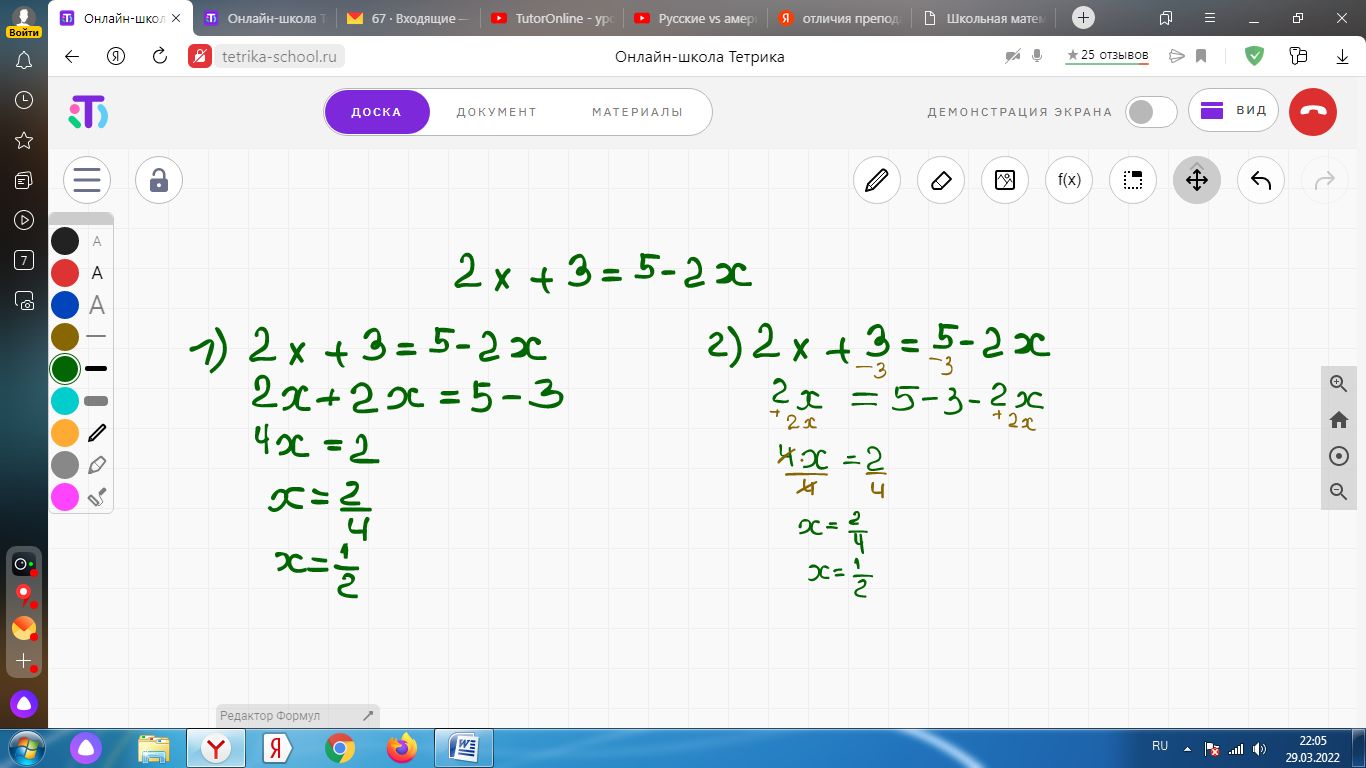 Онлайн-школ
Онлайн-школа Т
67 · Входящие —
TutorOnline - уро
Русские vs амер
отличия препод
Школьная матем
Войти
tetrika-school.ru
Онлайн-школа Тетрика
★25 отзывов
ДОСКА ДОКУМЕНТ МАТЕРИАЛЫ
ДЕМОНСТРАЦИЯ ЭКРАНА
ВИД
f(x)
A
A
A
7
2x + 3 = 5 - 2x
1) 2x + 3 = 5 - 2x
2x + 2x = 5 - 3
4x = 2
x = 2/4
x = 1/2
2) 2x + 3 = 5 - 2x
-3 -3
2x = 5 - 3 - 2x
+2x +2x
4·x/4 = 2/4
x = 2/4
x = 1/2
Редактор Формул
RU
22:05
29.03.2022